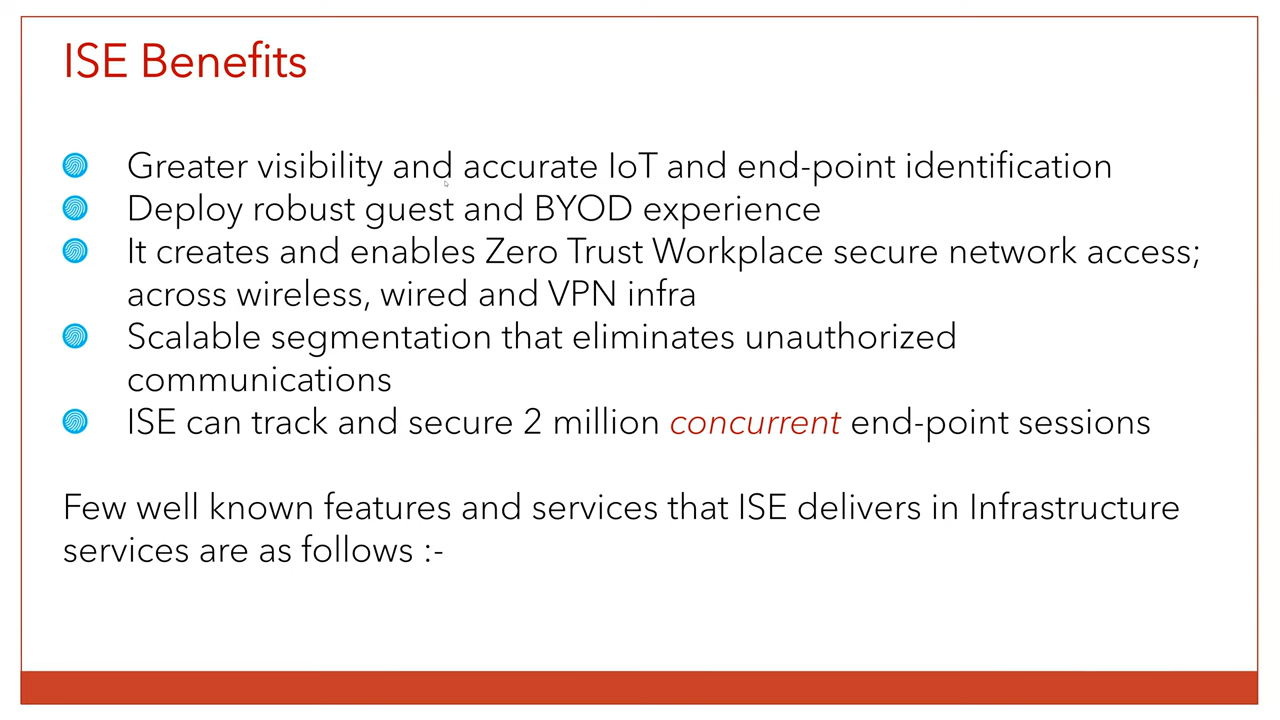 ISE Benefits
Greater visibility and accurate IoT and end-point identification
Deploy robust guest and BYOD experience
It creates and enables Zero Trust Workplace secure network access;
across wireless, wired and VPN infra
Scalable segmentation that eliminates unauthorized
communications
ISE can track and secure 2 million concurrent end-point sessions
Few well known features and services that ISE delivers in Infrastructure
services are as follows :-